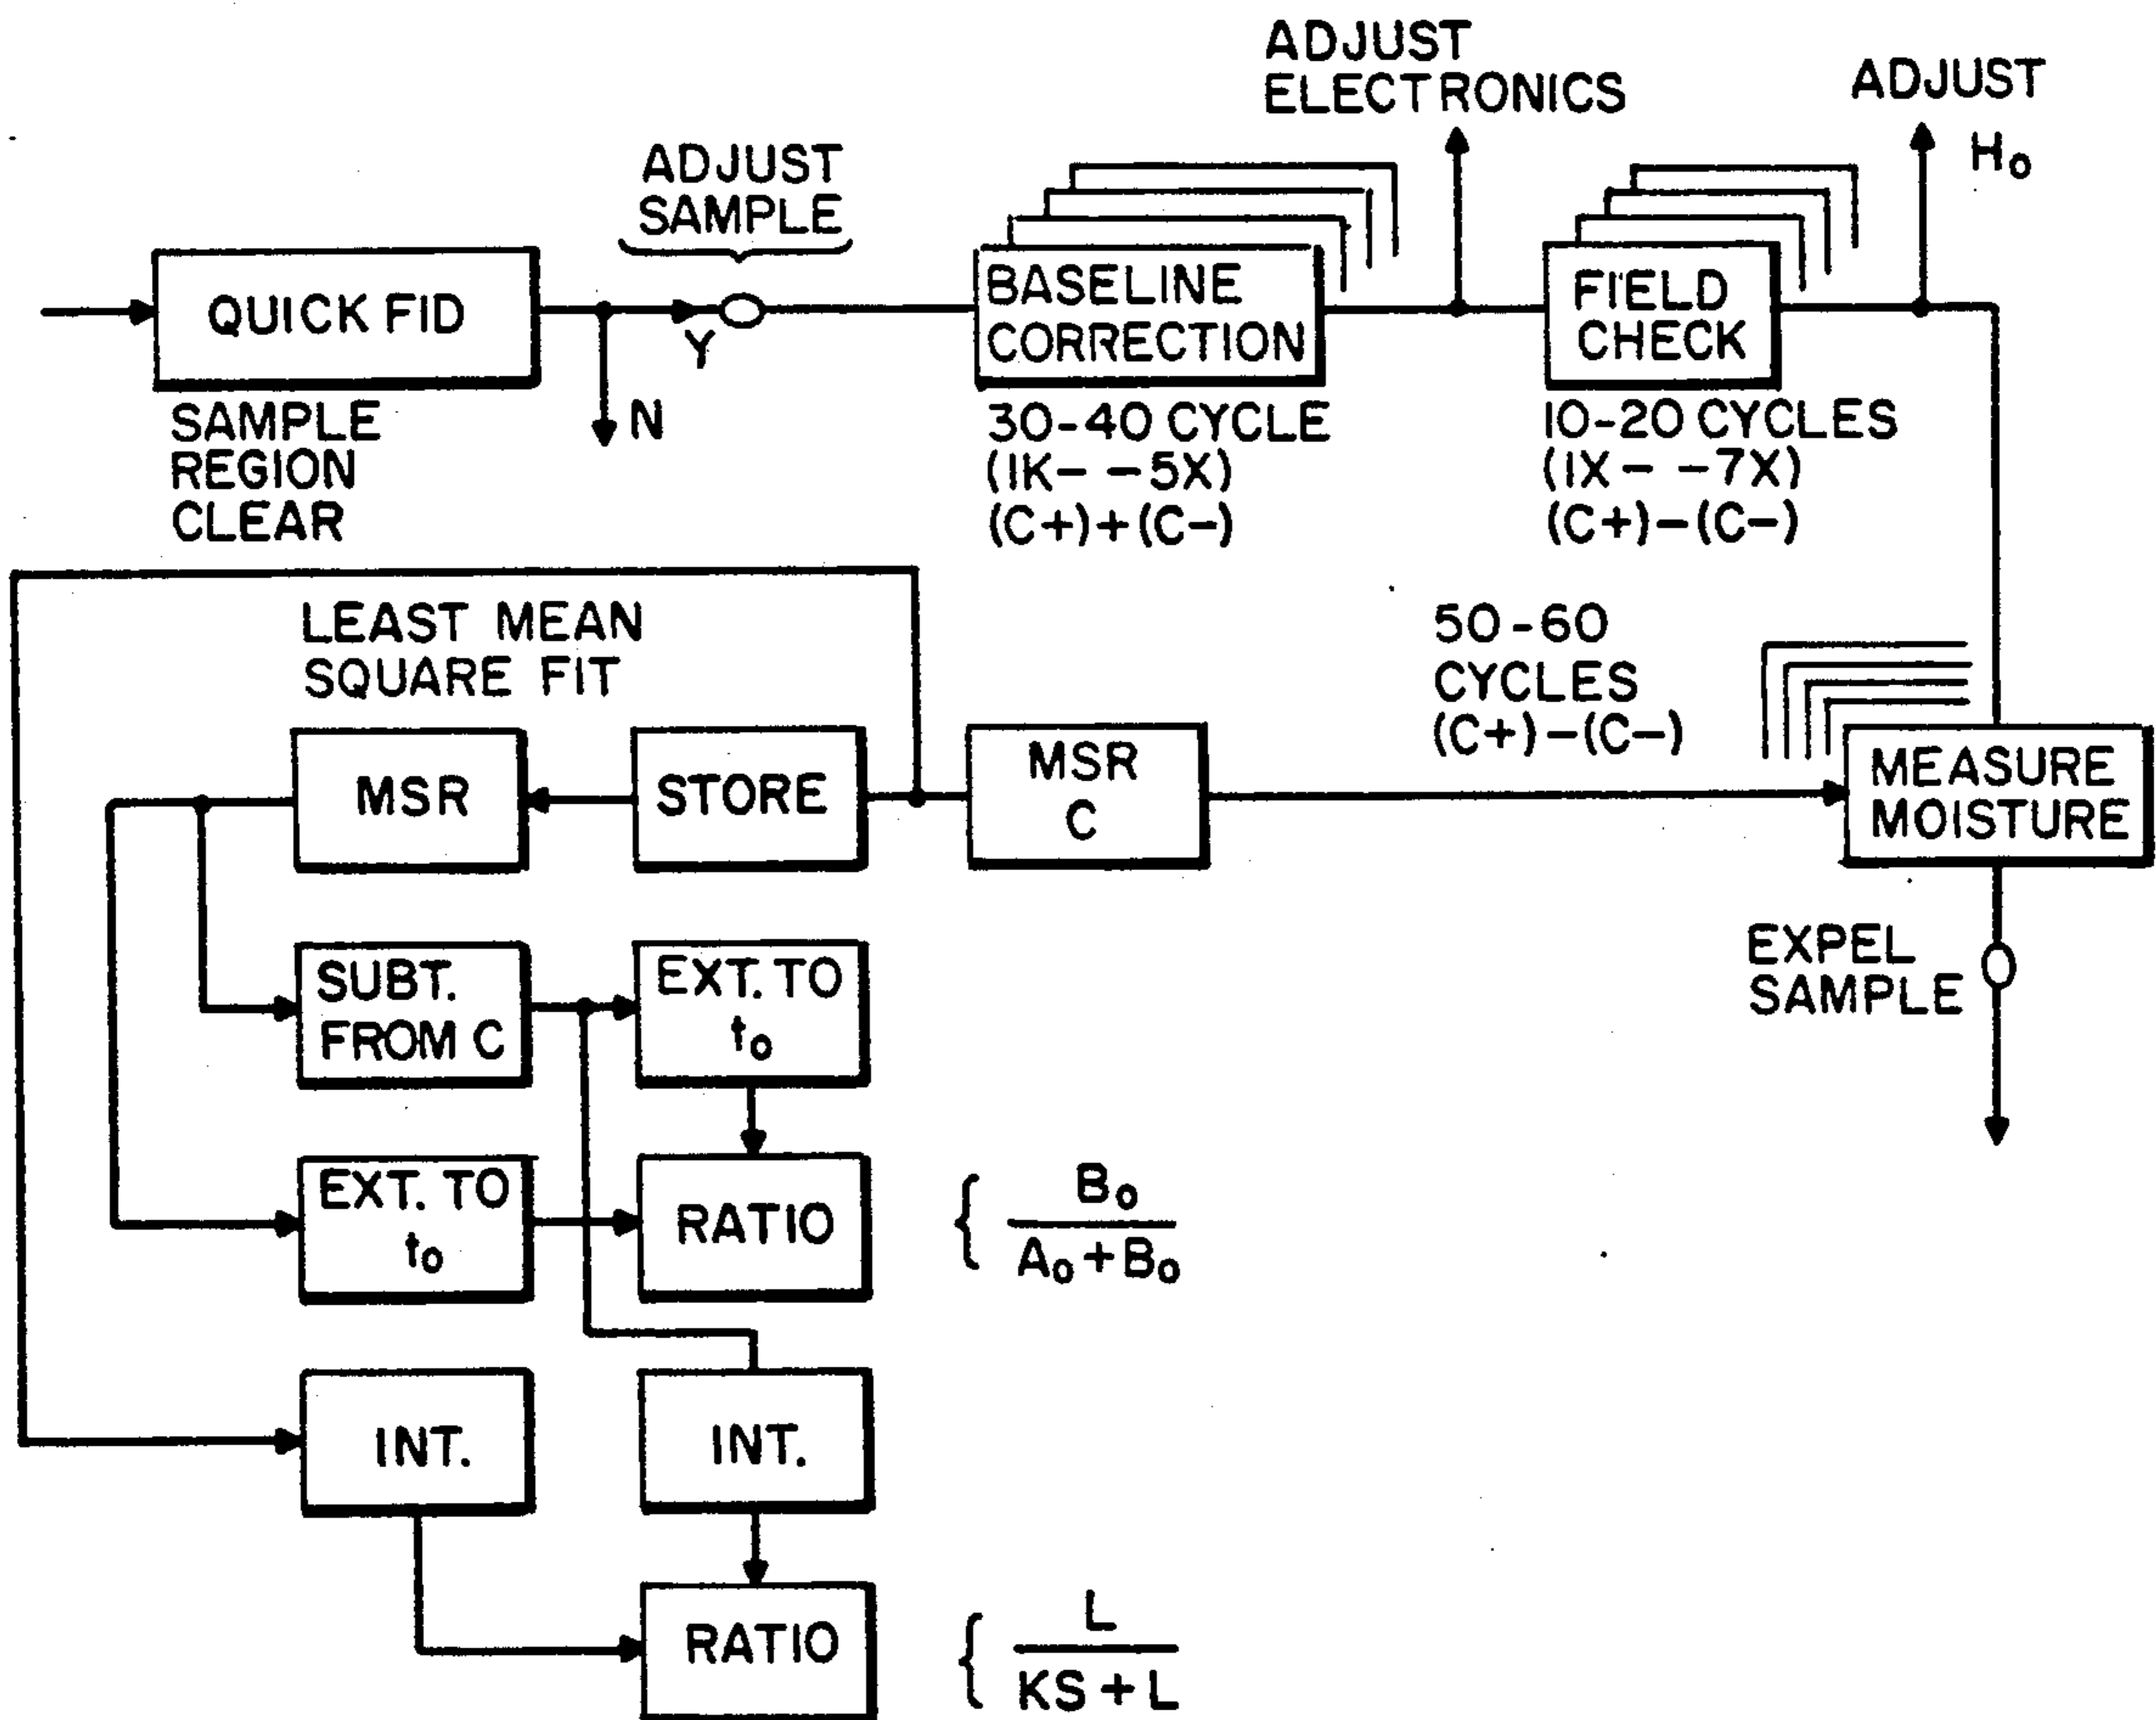 ADJUST
ELECTRONICS
ADJUST
H₀
ADJUST
SAMPLE
QUICK FID
Y
N
SAMPLE
REGION
CLEAR
BASELINE
CORRECTION
30-40 CYCLE
(1K- -5X)
(C+)+(C-)
FIELD
CHECK
10-20 CYCLES
(1X- -7X)
(C+)-(C-)
LEAST MEAN
SQUARE FIT
50-60
CYCLES
(C+)-(C-)
MSR
STORE
MSR
C
MEASURE
MOISTURE
EXPEL
SAMPLE
SUBT.
FROM C
EXT. TO
t₀
EXT. TO
t₀
RATIO
{ B₀
A₀+B₀
INT.
INT.
RATIO
{ L
KS+L